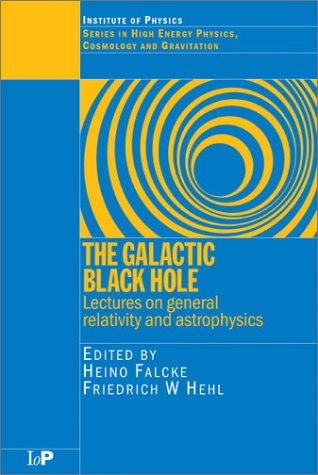 INSTITUTE OF PHYSICS
SERIES IN HIGH ENERGY PHYSICS,
COSMOLOGY AND GRAVITATION
THE GALACTIC
BLACK HOLE
Lectures on general
relativity and astrophysics
EDITED BY
HEINO FALCKE
FRIEDRICH W HEHL
IoP